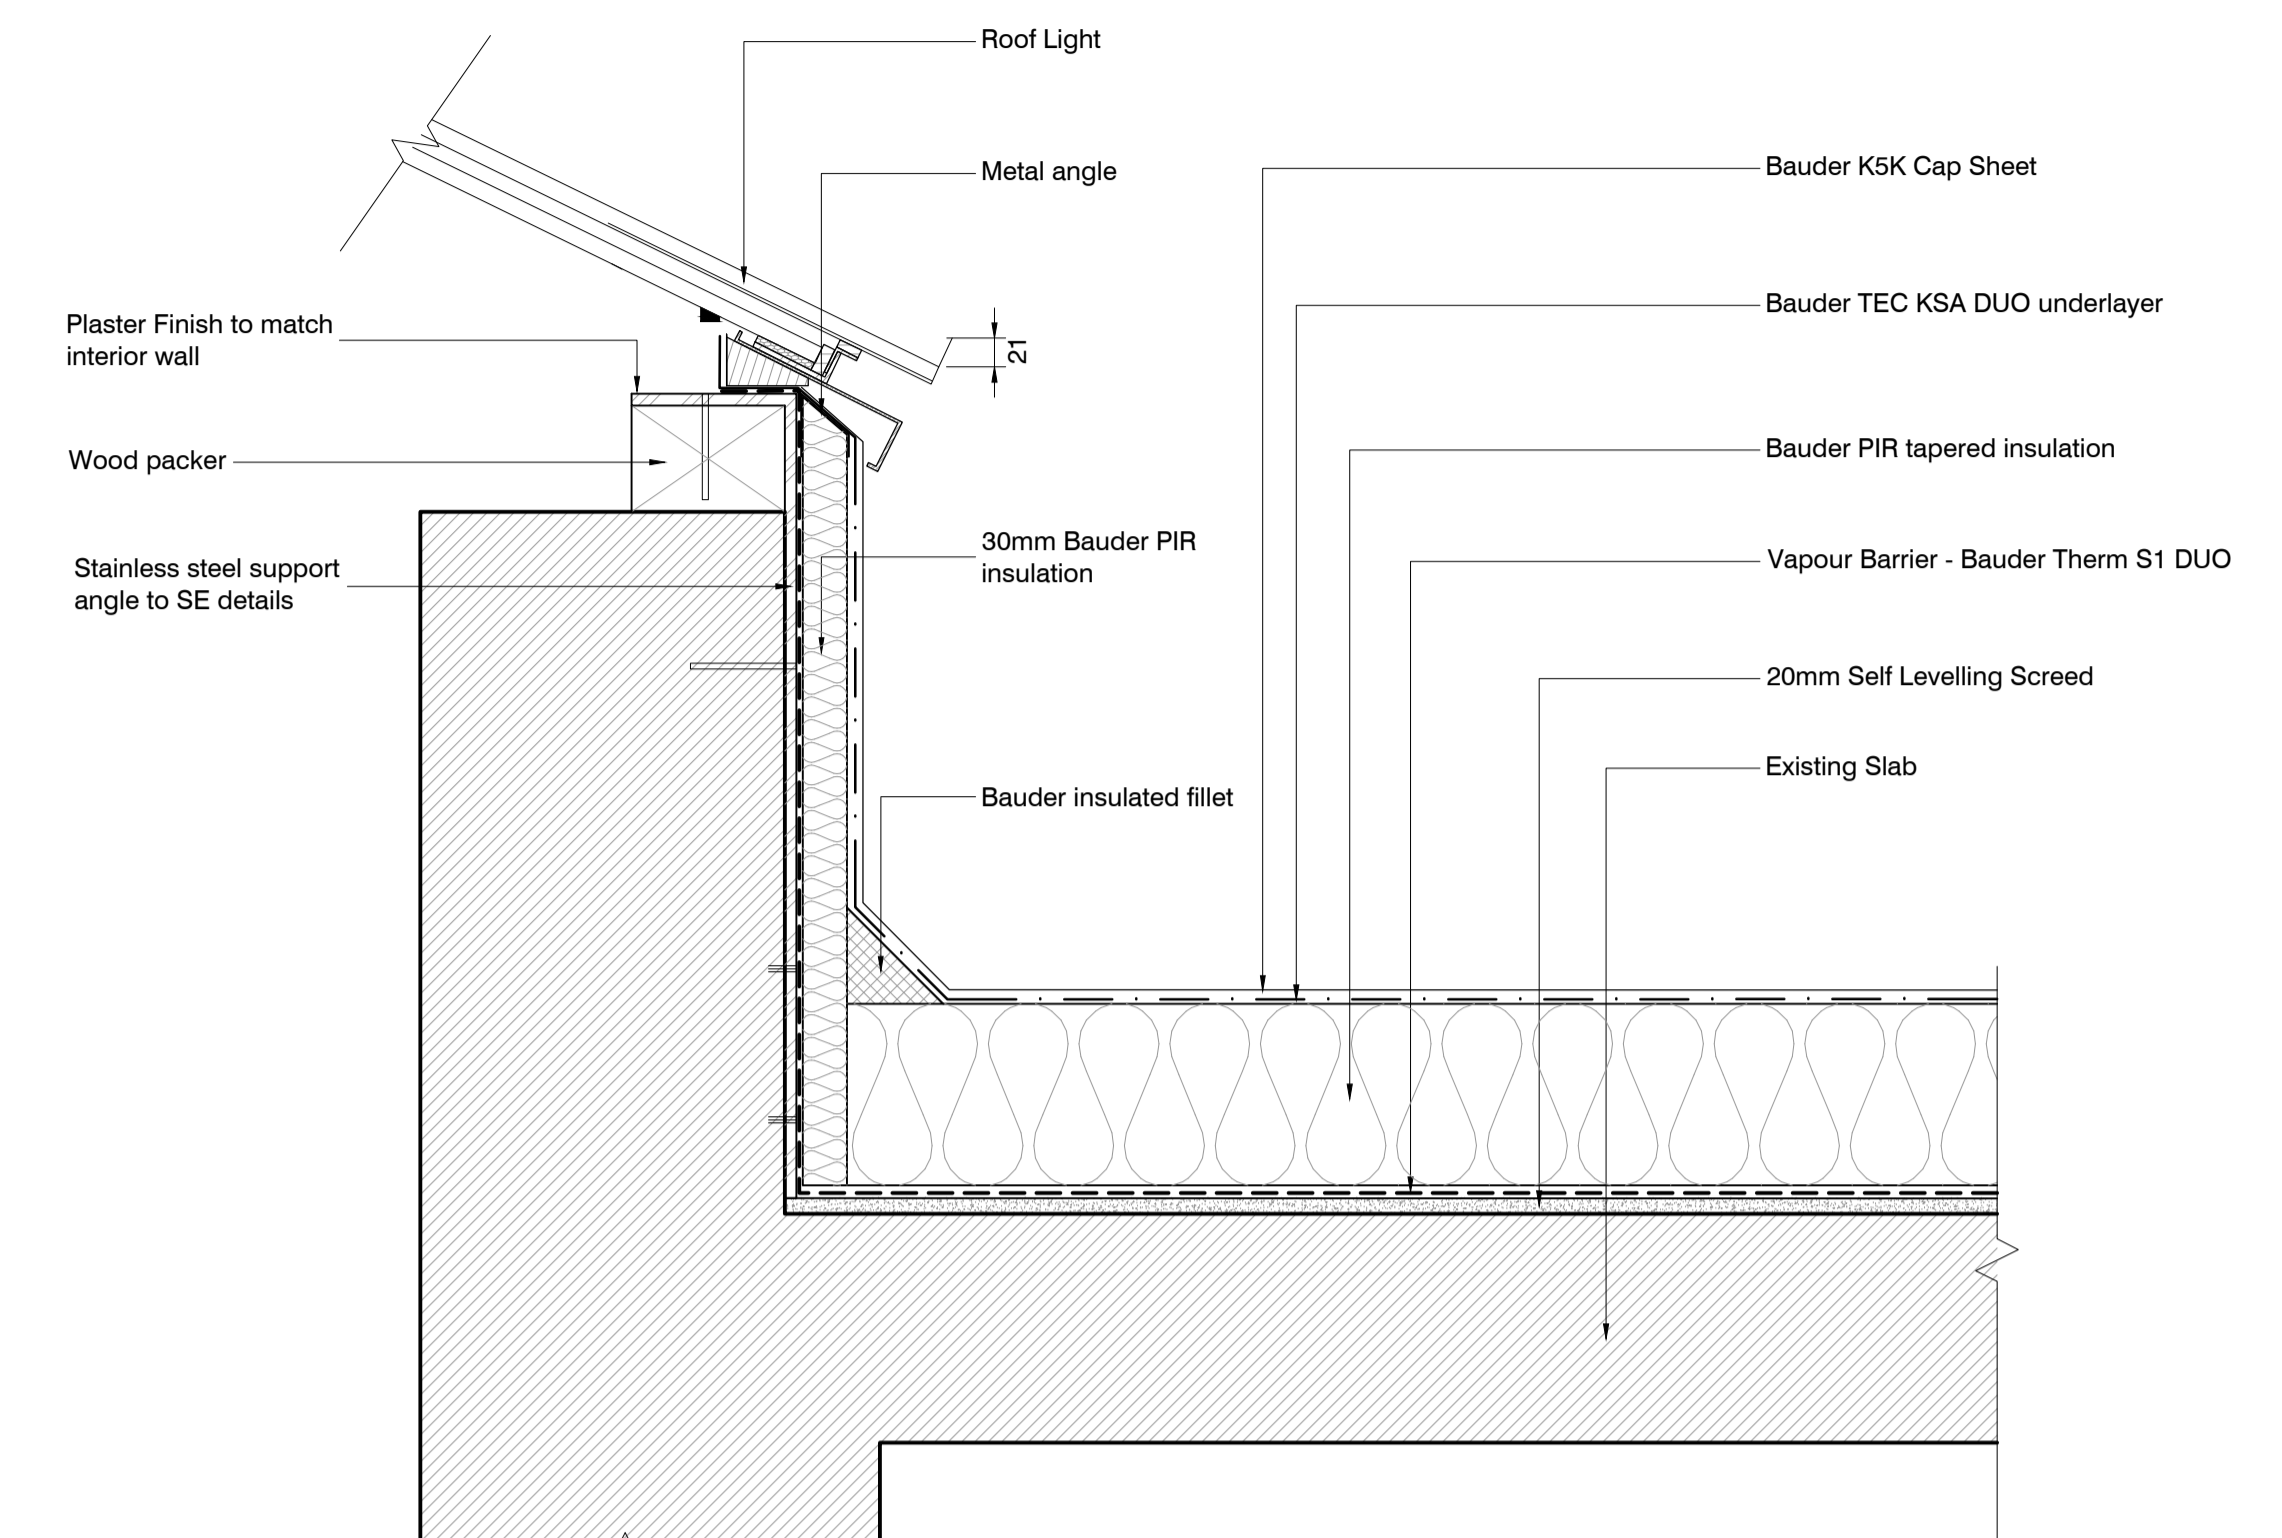 Roof Light
Metal angle
Bauder K5K Cap Sheet
Bauder TEC KSA DUO underlayer
Plaster Finish to match
interior wall
21
Bauder PIR tapered insulation
Wood packer
30mm Bauder PIR
insulation
Vapour Barrier - Bauder Therm S1 DUO
Stainless steel support
angle to SE details
20mm Self Levelling Screed
Existing Slab
Bauder insulated fillet